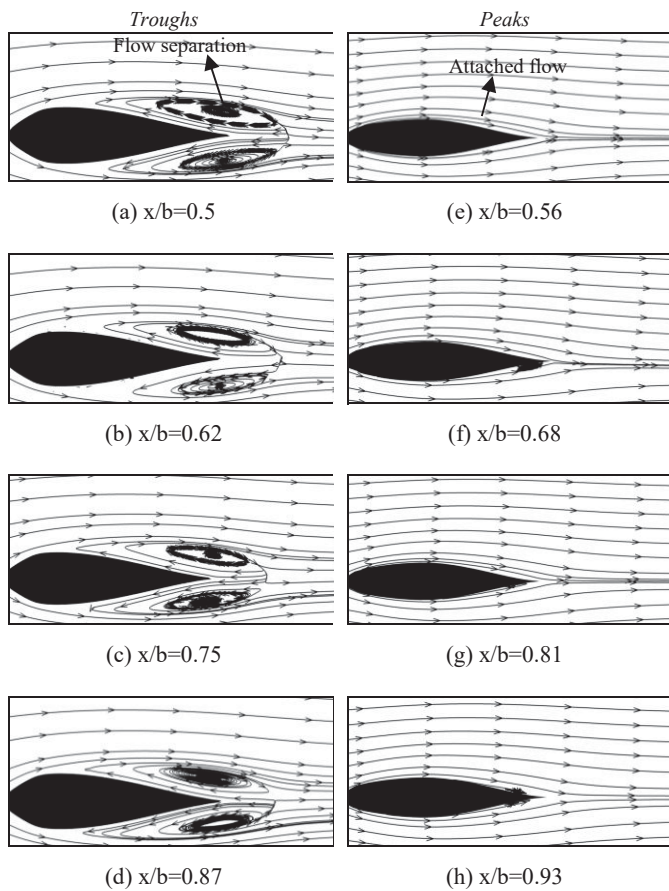 Troughs
Peaks
Flow separation
Attached flow
(a) x/b=0.5
(e) x/b=0.56
(b) x/b=0.62
(f) x/b=0.68
(c) x/b=0.75
(g) x/b=0.81
(d) x/b=0.87
(h) x/b=0.93